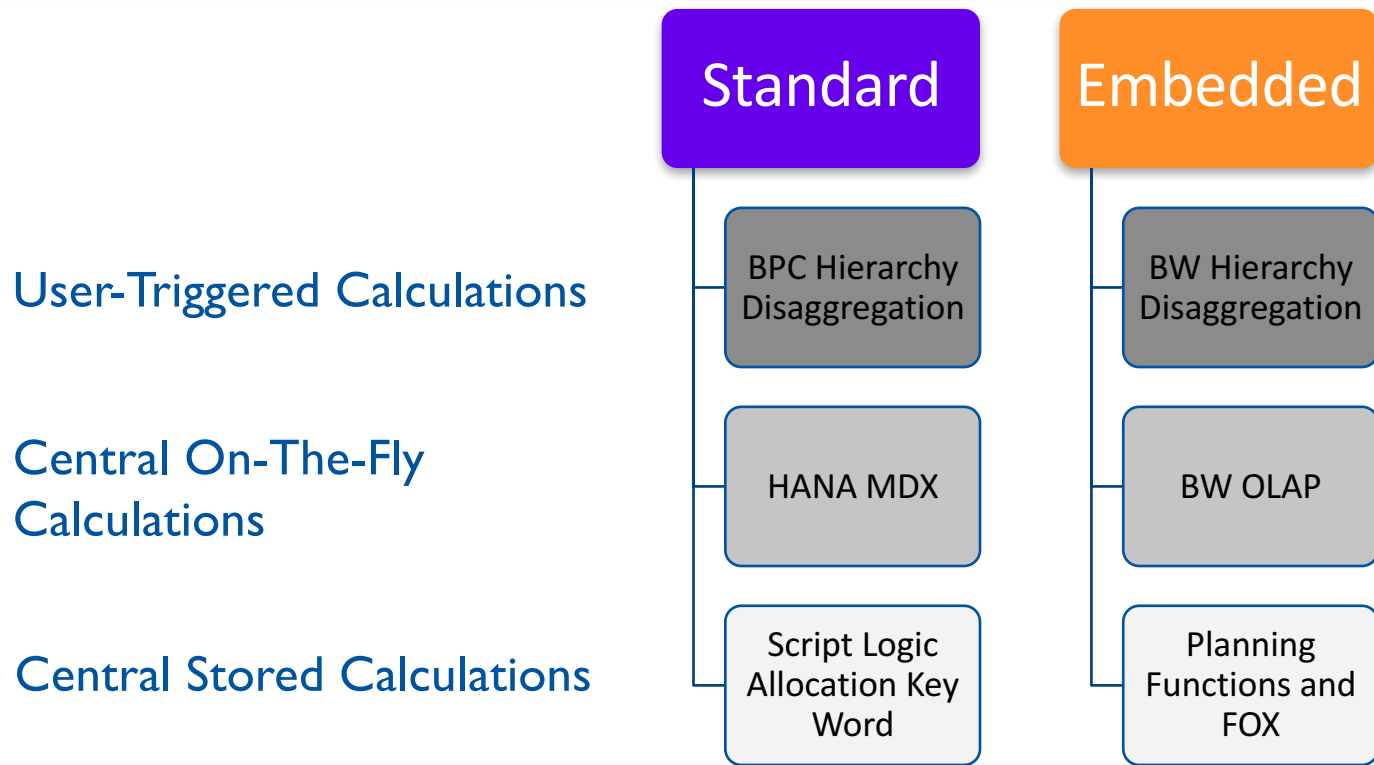 Standard
Embedded
User-Triggered Calculations
BPC Hierarchy
Disaggregation
BW Hierarchy
Disaggregation
Central On-The-Fly
Calculations
HANA MDX
BW OLAP
Central Stored Calculations
Script Logic
Allocation Key
Word
Planning
Functions and
FOX